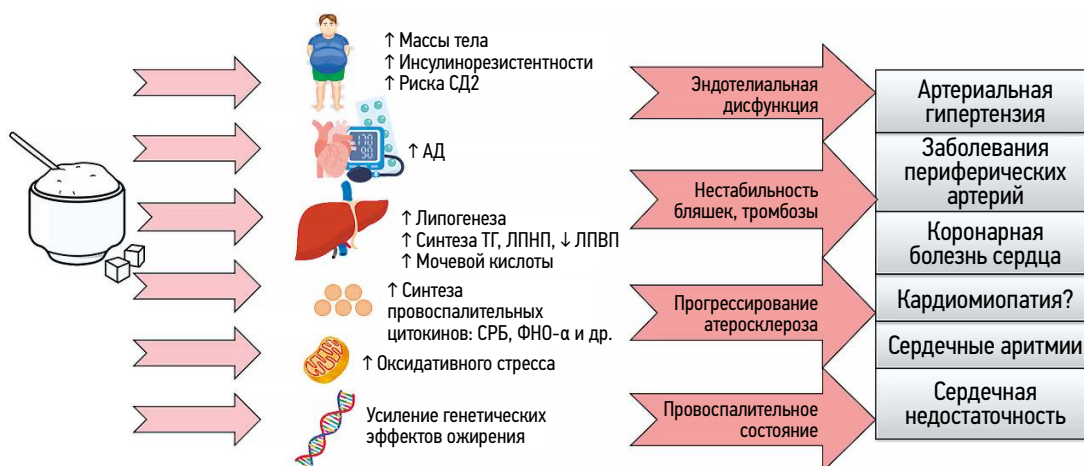 ↑ Массы тела
↑ Инсулинорезистентности
↑ Риска СД2
170
90
↑ АД
↑ Липогенеза
↑ Синтеза ТГ, ЛПНП, ↓ ЛПВП
↑ Мочевой кислоты
↑ Синтеза
провоспалительных
цитокинов: СРБ, ФНО-α и др.
↑ Оксидативного стресса
Усиление генетических
эффектов ожирения
Эндотелиальная
дисфункция
Нестабильность
бляшек, тромбозы
Прогрессирование
атеросклероза
Провоспалительное
состояние
Артериальная
гипертензия
Заболевания
периферических
артерий
Коронарная
болезнь сердца
Кардиомиопатия?
Сердечные аритмии
Сердечная
недостаточность